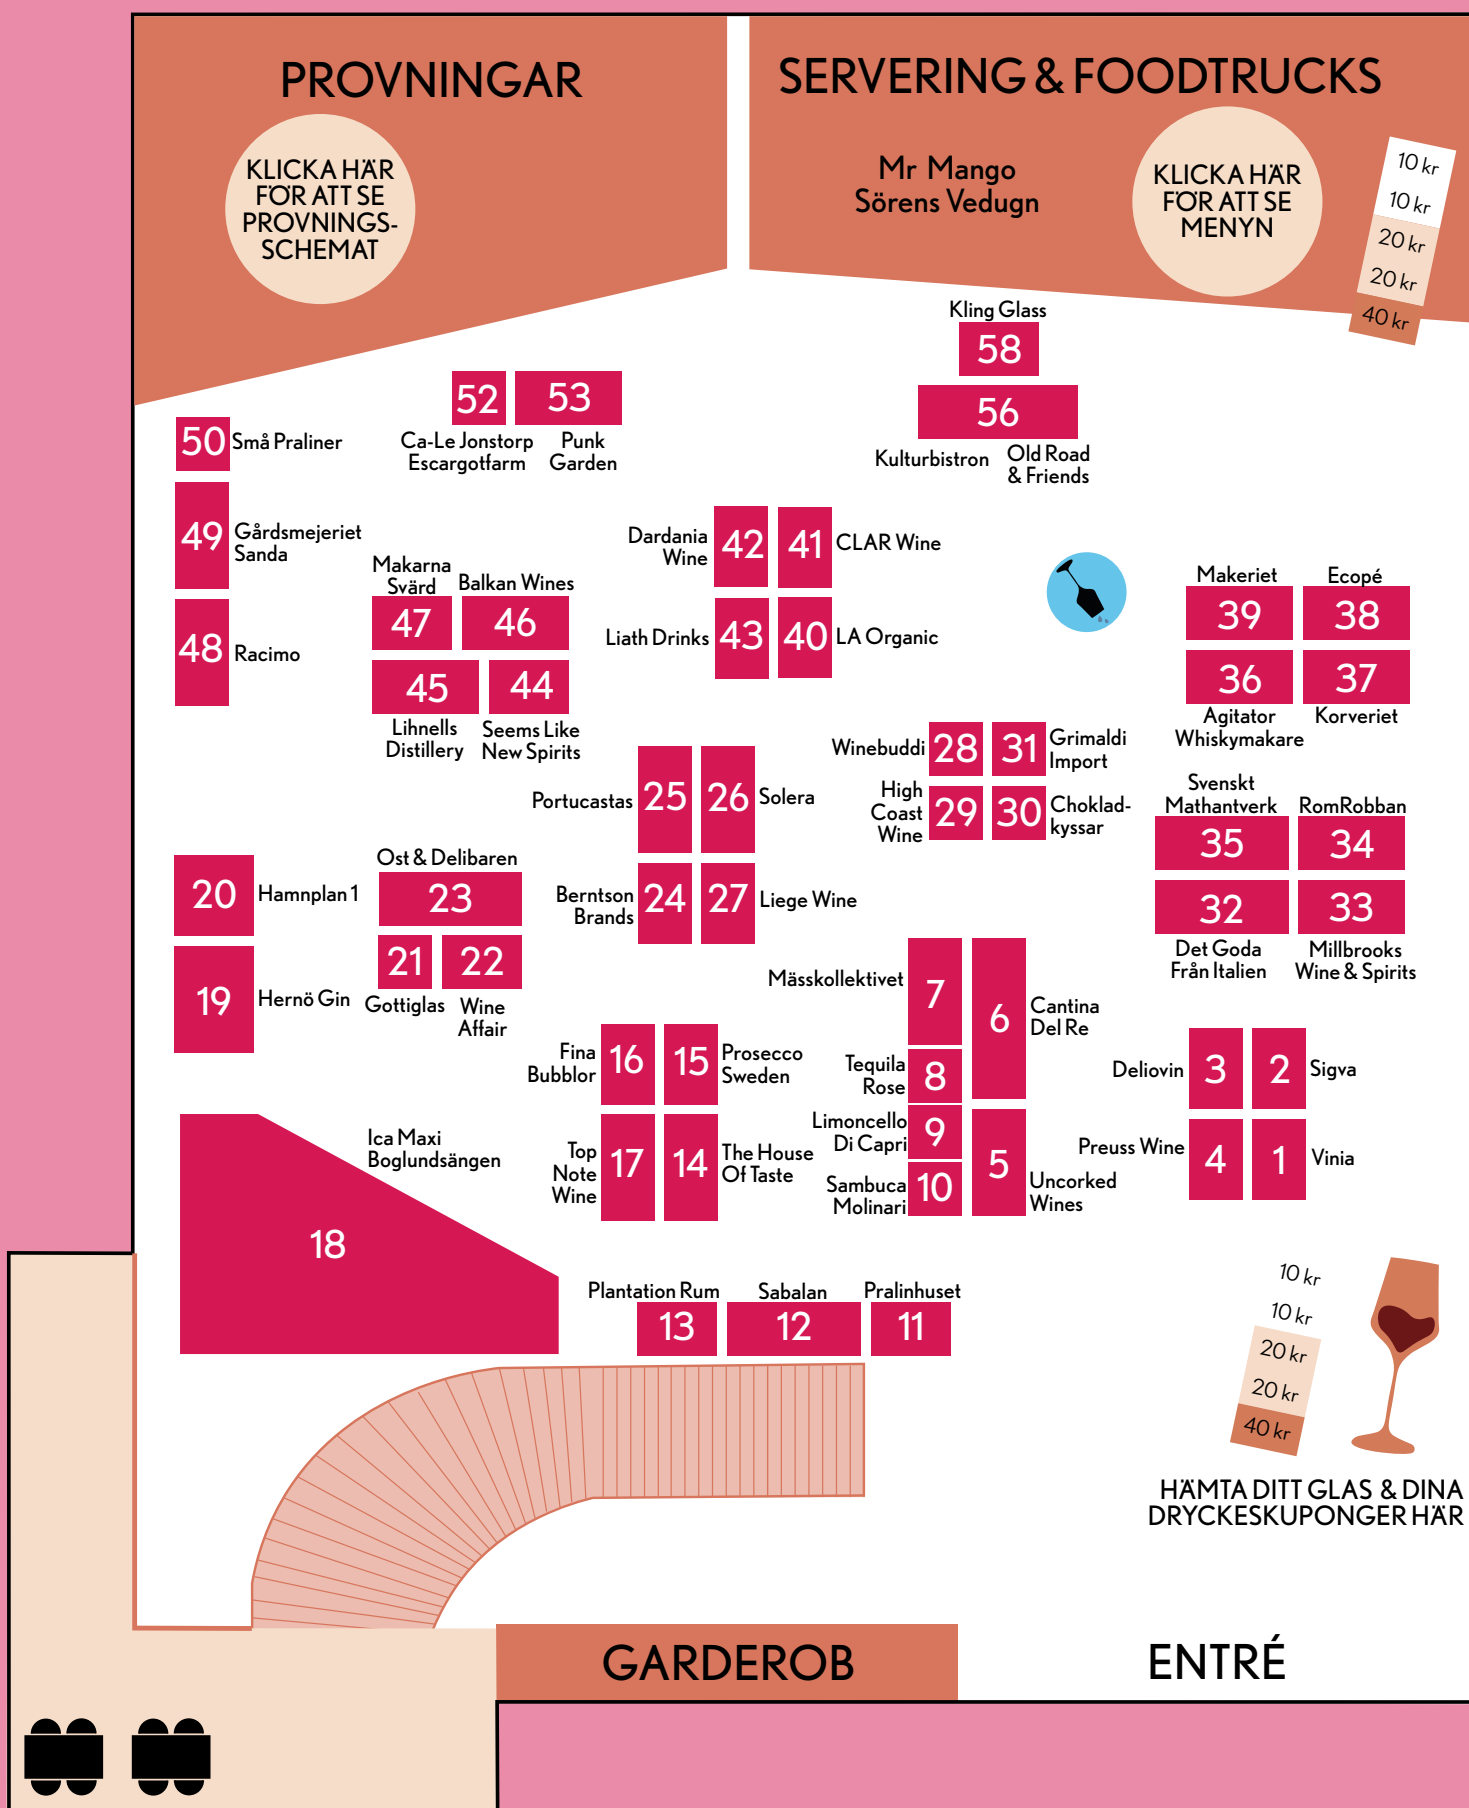 PROVNINGAR
KLICKA HÄR
FÖR ATT SE
PROVNINGS-
SCHEMAT
SERVERING & FOODTRUCKS
Mr Mango
Sörens Vedugn
KLICKA HÄR
FÖR ATT SE
MENYN
10 kr
10 kr
20 kr
20 kr
40 kr
Kling Glass
58
56
Kulturbistron
Old Road
& Friends
52
53
Ca-Le Jonstorp
Escargotfarm
Punk
Garden
50
Små Praliner
49
Gårdsmejeriet
Sanda
48
Racimo
Makarna
Svärd
Balkan Wines
47
46
45
44
Lihnells
Distillery
Seems Like
New Spirits
Dardania
Wine
42
41
CLAR Wine
Liath Drinks
43
40
LA Organic
Makeriet
Ecopé
39
38
36
37
Agitator
Whiskymakare
Korveriet
Winebuddi
28
31
Grimaldi
Import
High
Coast
Wine
29
30
Choklad-
kyssar
Portucastas
25
26
Solera
Berntson
Brands
24
27
Liege Wine
Svenskt
Mathantverk
RomRobban
35
34
32
33
Det Goda
Från Italien
Millbrooks
Wine & Spirits
20
Hamnplan 1
19
Hernö Gin
Ost & Delibaren
23
21
22
Gottiglas
Wine
Affair
Mässkollektivet
7
6
Cantina
Del Re
Tequila
Rose
8
Limoncello
Di Capri
9
Sambuca
Molinari
10
5
Uncorked
Wines
Fina
Bubblor
16
15
Prosecco
Sweden
Top
Note
Wine
17
14
The House
Of Taste
Deliovin
3
2
Sigva
Preuss Wine
4
1
Vinia
Ica Maxi
Boglundsängen
18
Plantation Rum
Sabalan
Pralinhuset
13
12
11
10 kr
10 kr
20 kr
20 kr
40 kr
HÄMTA DITT GLAS & DINA
DRYCKESKUPONGER HÄR
GARDEROB
ENTRÉ